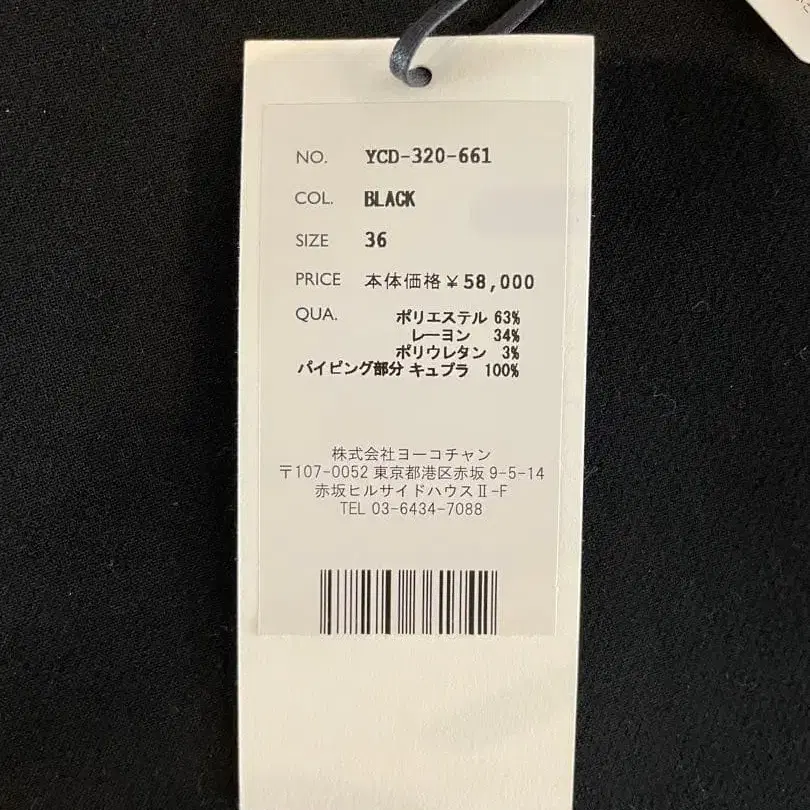 NO. YCD-320-661
COL. BLACK
SIZE 36
PRICE 本体価格￥58,000
QUA. ポリエステル 63%
レーヨン 34%
ポリウレタン 3%
パイピング部分 キュプラ 100%
株式会社ヨーコチャン
〒107-0052 東京都港区赤坂 9-5-14
赤坂ヒルサイドハウスⅡ-F
TEL 03-6434-7088